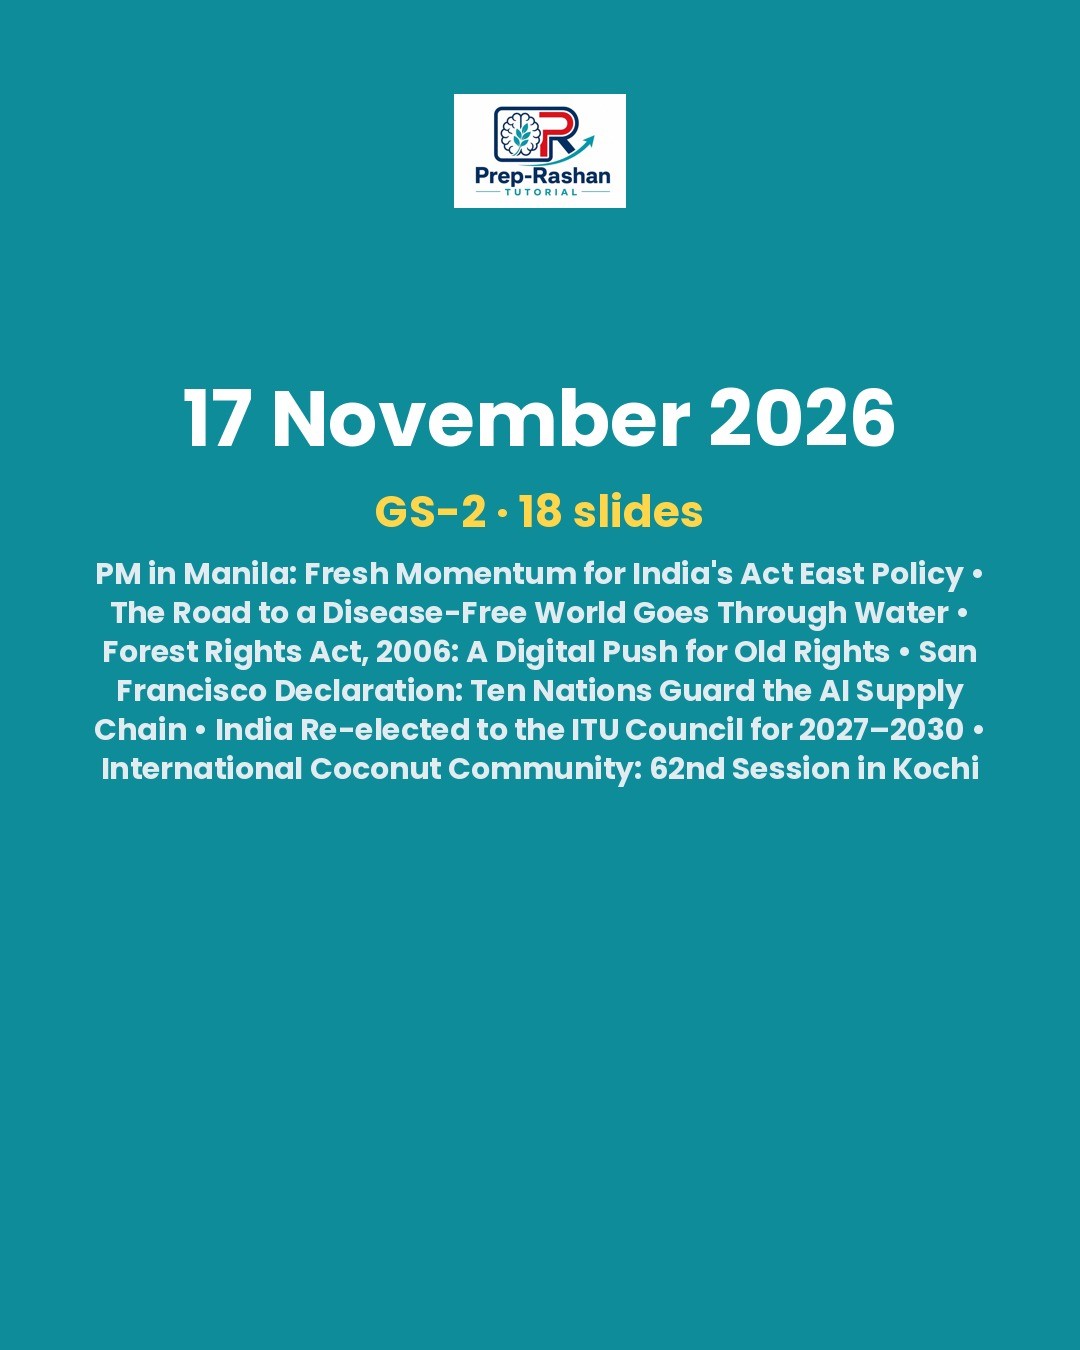 PR
Prep-Rashan
TUTORIAL
17 November 2026
GS-2 · 18 slides
PM in Manila: Fresh Momentum for India's Act East Policy •
The Road to a Disease-Free World Goes Through Water •
Forest Rights Act, 2006: A Digital Push for Old Rights • San
Francisco Declaration: Ten Nations Guard the AI Supply
Chain • India Re-elected to the ITU Council for 2027–2030 •
International Coconut Community: 62nd Session in Kochi